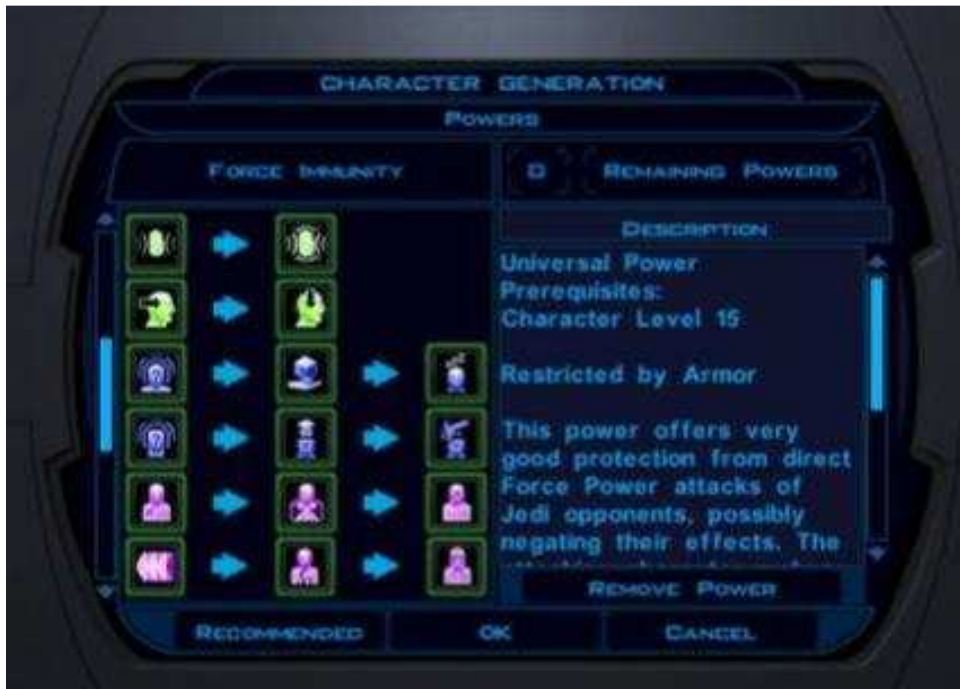 CHARACTER GENERATION
POWERS
FORCE IMMUNITY
0 REMAINING POWERS
DESCRIPTION
Universal Power
Prerequisites:
Character Level 15
Restricted by Armor
This power offers very
good protection from direct
Force Power attacks of
Jedi opponents, possibly
negating their effects. The
REMOVE POWER
RECOMMENDED
OK
CANCEL